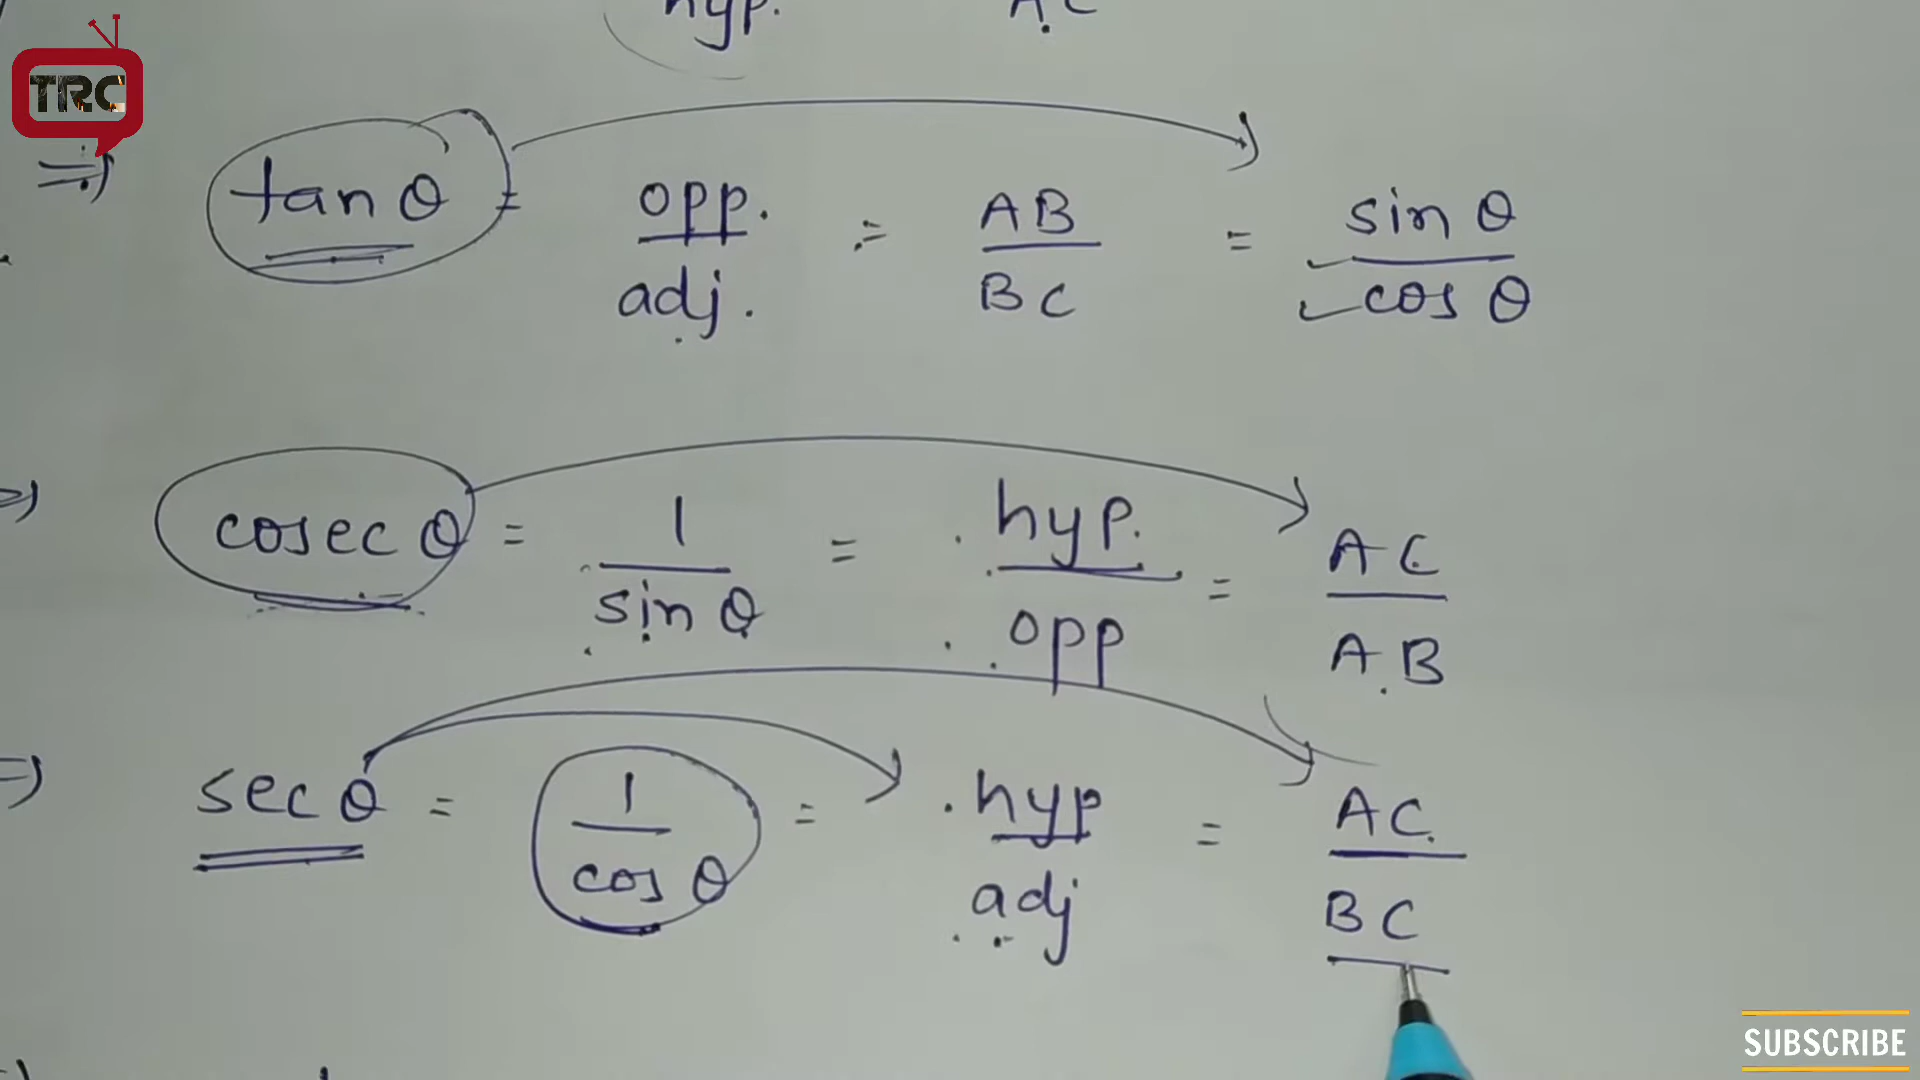 hyp. AC
TRC
⇒ tan θ = opp. / adj. = AB / BC = sin θ / cos θ
⇒ cosec θ = 1 / sin θ = hyp. / opp = AC / AB
⇒ sec θ = 1 / cos θ = hyp / adj = AC / BC
SUBSCRIBE